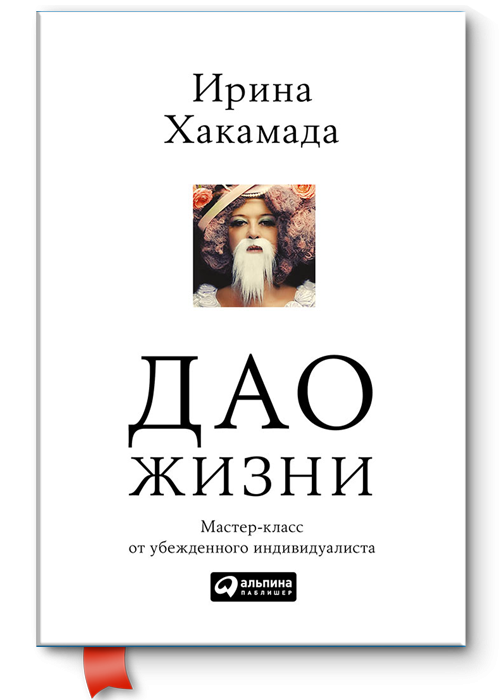 Ирина
Хакамада
ДАО
ЖИЗНИ
Мастер-класс
от убежденного индивидуалиста
альпина
ПАБЛИШЕР